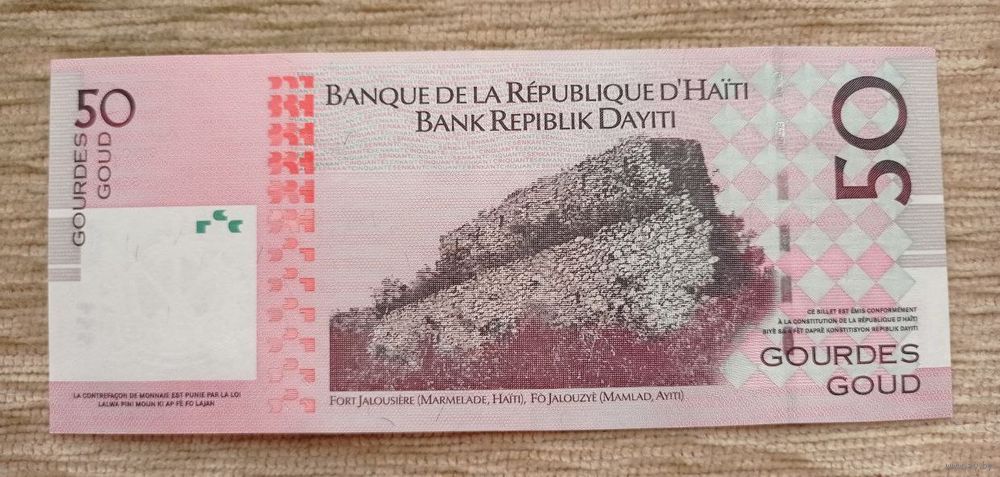 50
GOURDES
GOUD
BANQUE DE LA RÉPUBLIQUE D'HAÏTI
BANK REPIBLIK DAYITI
50
CE BILLET EST ÉMIS CONFORMÉMENT
À LA CONSTITUTION DE LA RÉPUBLIQUE D'HAÏTI
BIYÈ SA A FÈT DAPRÈ KONSTITISYON REPIBLIK DAYITI
GOURDES
GOUD
LA CONTREFAÇON DE MONNAIE EST PUNIE PAR LA LOI
LALWA PINI MOUN KI AP FÈ FO LAJAN
FORT JALOUSIÈRE (MARMELADE, HAÏTI), FÒ JALOUZYÈ (MAMLAD, AYITI)